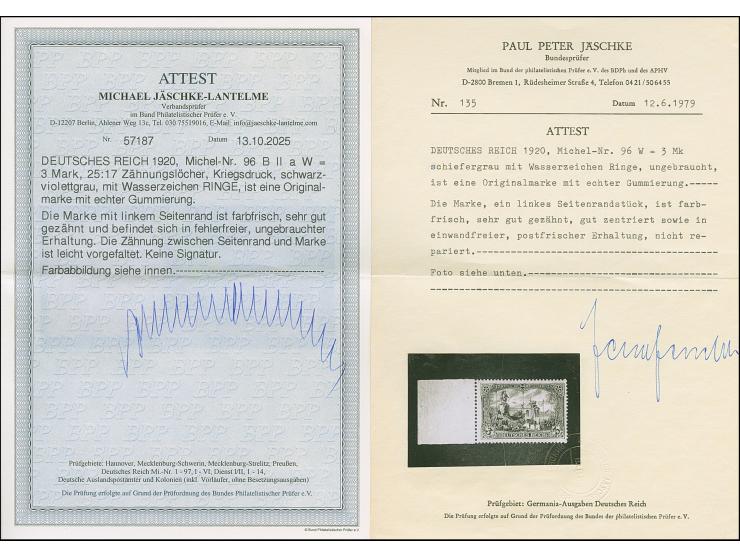 ATTEST
MICHAEL JÄSCHKE-LANTELME
Verbandsprüfer
im Bund Philatelistischer Prüfer e. V.
D-12207 Berlin, Ahlener Weg 13c, Tel. 030 75519016, E-Mail: info@jaeschke-lantelme.com
Nr. 57187 Datum 13.10.2025
DEUTSCHES REICH 1920, Michel-Nr. 96 B II a W =
3 Mark, 25:17 Zähnungslöcher, Kriegsdruck, schwarz-
violettgrau, mit Wasserzeichen RINGE, ist eine Original-
marke mit echter Gummierung.
Die Marke mit linkem Seitenrand ist farbfrisch, sehr gut
gezähnt und befindet sich in fehlerfreier, ungebrauchter
Erhaltung. Die Zähnung zwischen Seitenrand und Marke
ist leicht vorgefaltet. Keine Signatur.
Farbabbildung siehe innen.
Prüfgebiete: Hannover, Mecklenburg-Schwerin, Mecklenburg-Strelitz, Preußen,
Deutsches Reich Mi.-Nr. 1 - 97, I - VI, Dienst I/II, 1 - 14,
Deutsche Auslandspostämter und Kolonien (inkl. Vorläufer, ohne Besetzungsausgaben)
Die Prüfung erfolgte auf Grund der Prüfordnung des Bundes Philatelistischer Prüfer e.V.
© Bund Philatelistischer Prüfer e.V.
PAUL PETER JÄSCHKE
Bundesprüfer
Mitglied im Bund der philatelistischen Prüfer e. V. des BDPh und des APHV
D-2800 Bremen 1, Rüdesheimer Straße 4, Telefon 04 21 / 50 64 55
Nr. 135 Datum 12.6.1979
ATTEST
DEUTSCHES REICH 1920, Michel-Nr. 96 W = 3 Mk
schiefergrau mit Wasserzeichen Ringe, ungebraucht,
ist eine Originalmarke mit echter Gummierung.-----
Die Marke, ein linkes Seitenrandstück, ist farb-
frisch, sehr gut gezähnt, gut zentriert sowie in
einwandfreier, postfrischer Erhaltung, nicht re-
pariert.
Foto siehe unten.
DEUTSCHES REICH
Prüfgebiet: Germania-Ausgaben Deutsches Reich
Die Prüfung erfolgte auf Grund der Prüfordnung des Bundes der philatelistischen Prüfer e. V.